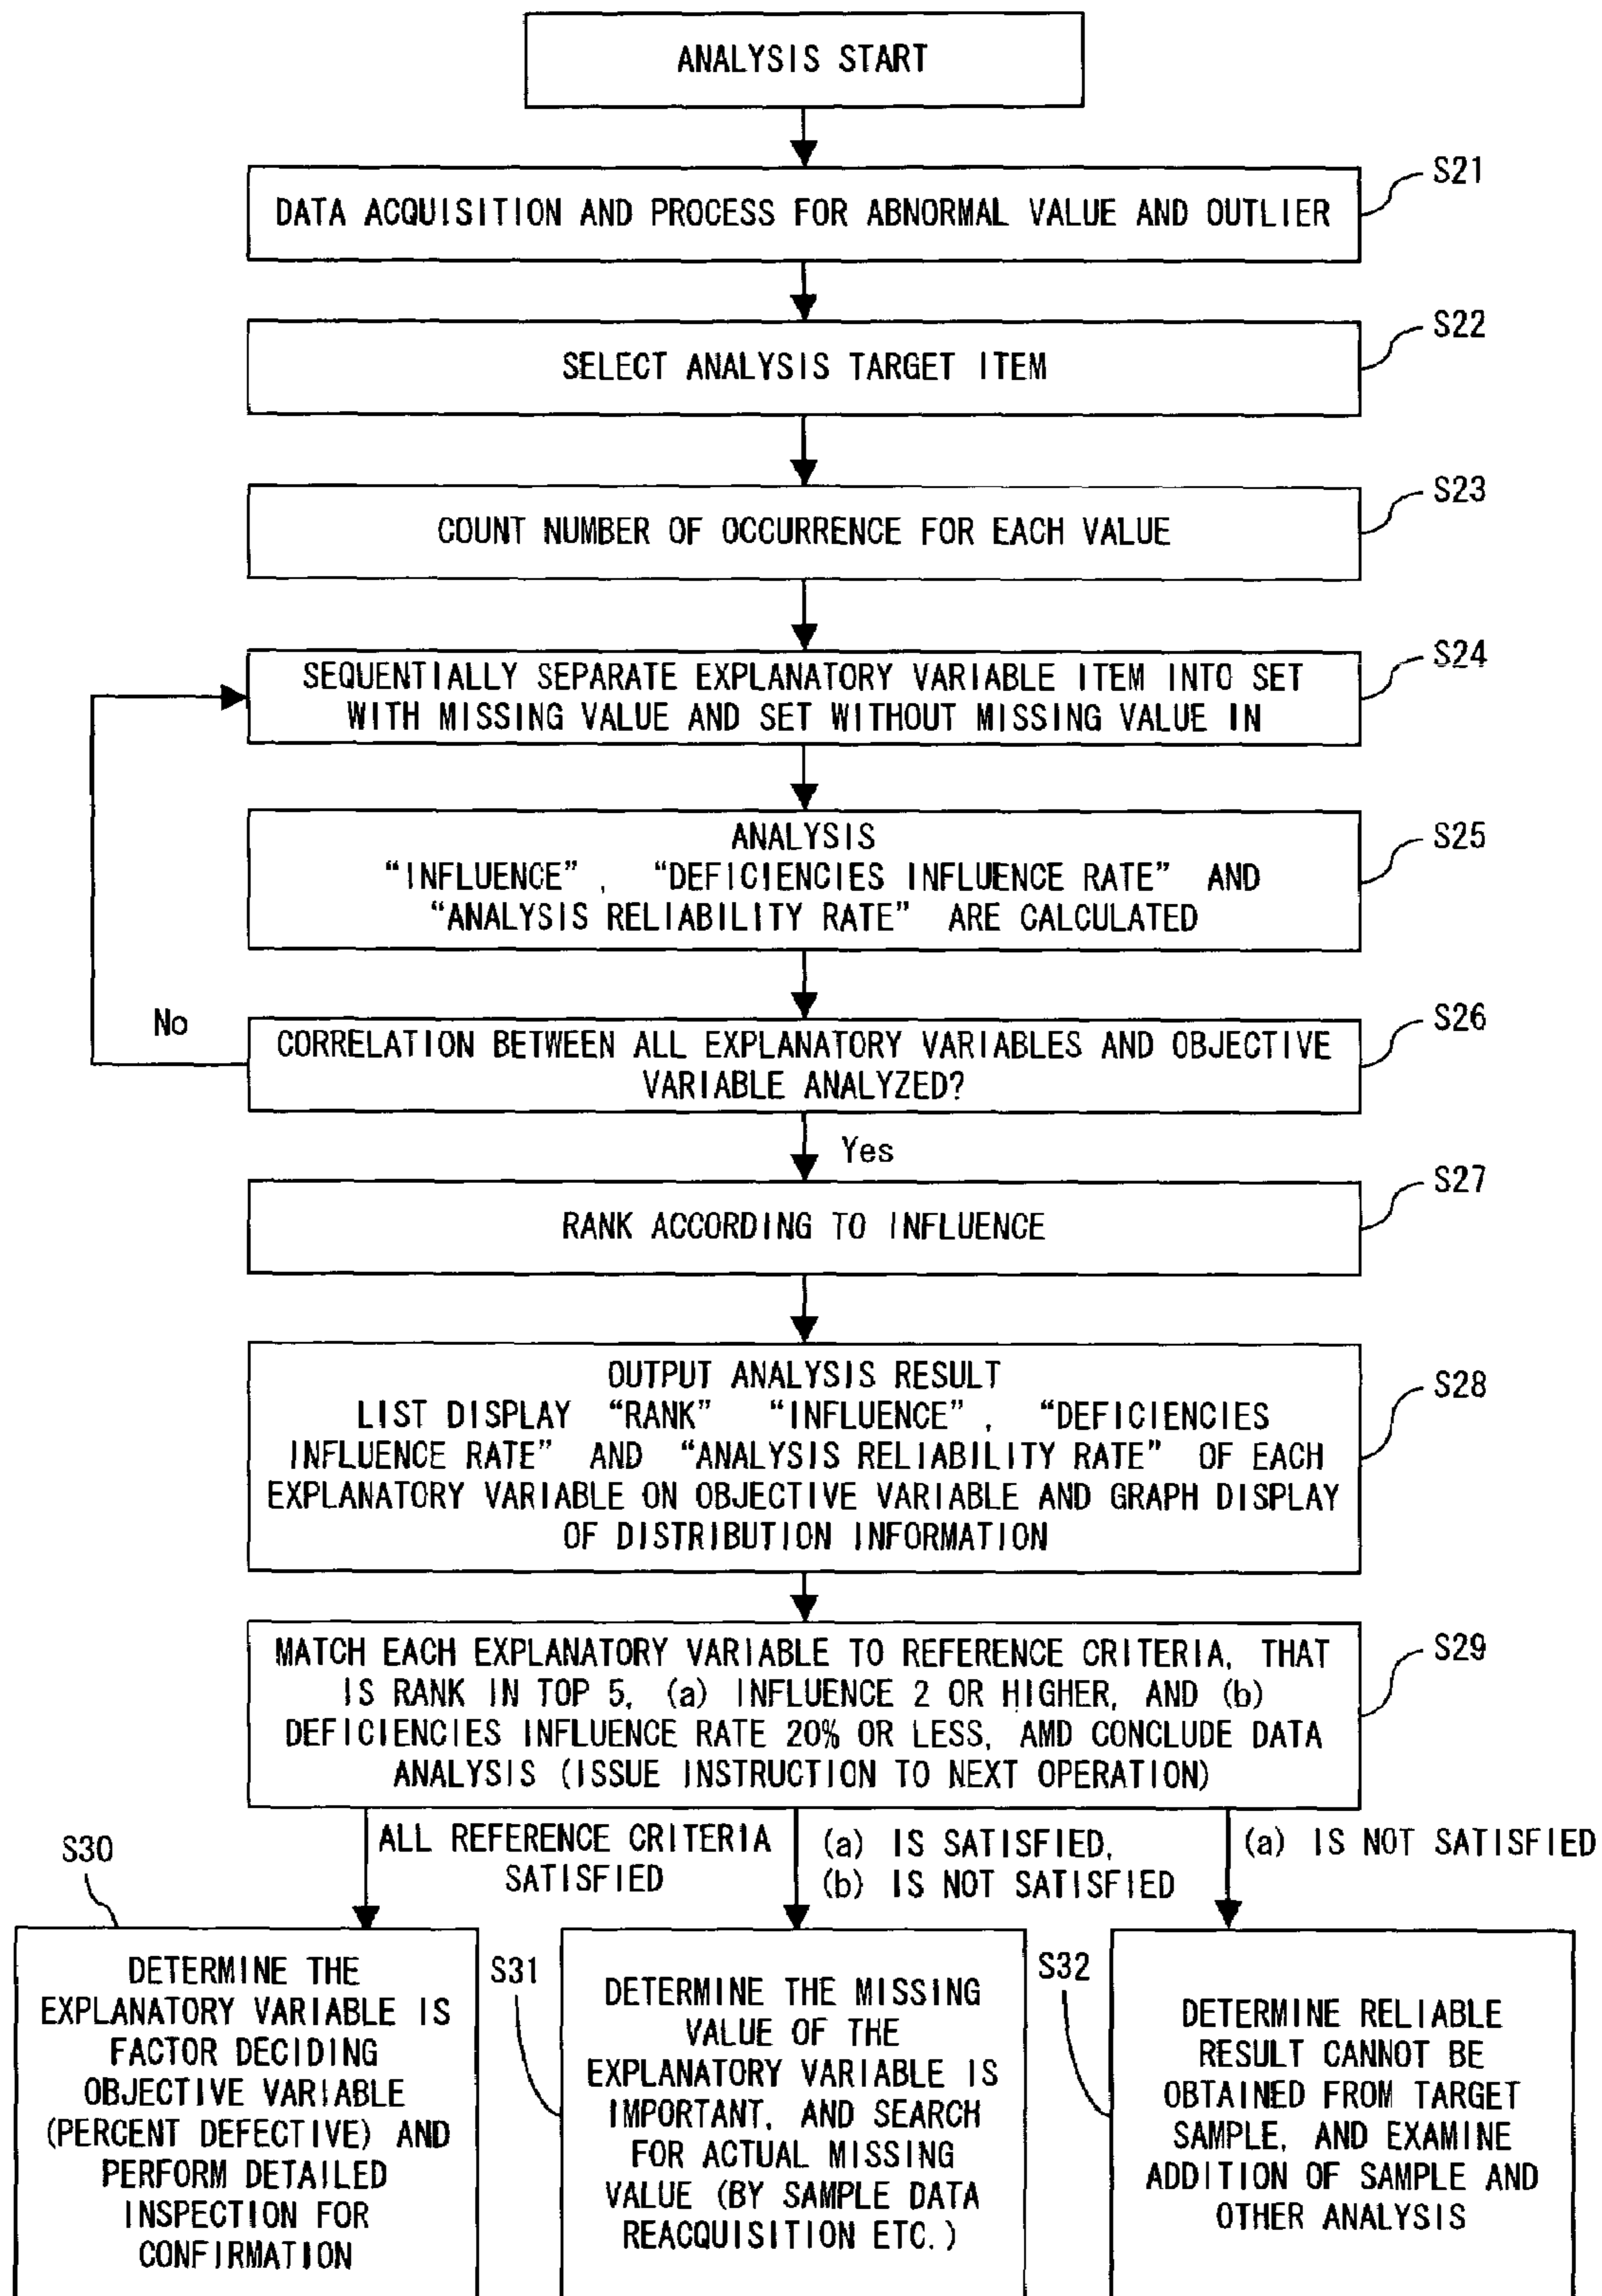 ANALYSIS START
S21
DATA ACQUISITION AND PROCESS FOR ABNORMAL VALUE AND OUTLIER
S22
SELECT ANALYSIS TARGET ITEM
S23
COUNT NUMBER OF OCCURRENCE FOR EACH VALUE
S24
SEQUENTIALLY SEPARATE EXPLANATORY VARIABLE ITEM INTO SET
WITH MISSING VALUE AND SET WITHOUT MISSING VALUE IN
S25
ANALYSIS
“INFLUENCE”, “DEFICIENCIES INFLUENCE RATE” AND
“ANALYSIS RELIABILITY RATE” ARE CALCULATED
No
S26
CORRELATION BETWEEN ALL EXPLANATORY VARIABLES AND OBJECTIVE
VARIABLE ANALYZED?
Yes
S27
RANK ACCORDING TO INFLUENCE
S28
OUTPUT ANALYSIS RESULT
LIST DISPLAY “RANK” “INFLUENCE”, “DEFICIENCIES
INFLUENCE RATE” AND “ANALYSIS RELIABILITY RATE” OF EACH
EXPLANATORY VARIABLE ON OBJECTIVE VARIABLE AND GRAPH DISPLAY
OF DISTRIBUTION INFORMATION
S29
MATCH EACH EXPLANATORY VARIABLE TO REFERENCE CRITERIA, THAT
IS RANK IN TOP 5, (a) INFLUENCE 2 OR HIGHER, AND (b)
DEFICIENCIES INFLUENCE RATE 20% OR LESS, AMD CONCLUDE DATA
ANALYSIS (ISSUE INSTRUCTION TO NEXT OPERATION)
ALL REFERENCE CRITERIA
SATISFIED
(a) IS SATISFIED,
(b) IS NOT SATISFIED
(a) IS NOT SATISFIED
S30
DETERMINE THE
EXPLANATORY VARIABLE IS
FACTOR DECIDING
OBJECTIVE VARIABLE
(PERCENT DEFECTIVE) AND
PERFORM DETAILED
INSPECTION FOR
CONFIRMATION
S31
DETERMINE THE MISSING
VALUE OF THE
EXPLANATORY VARIABLE IS
IMPORTANT, AND SEARCH
FOR ACTUAL MISSING
VALUE (BY SAMPLE DATA
REACQUISITION ETC.)
S32
DETERMINE RELIABLE
RESULT CANNOT BE
OBTAINED FROM TARGET
SAMPLE, AND EXAMINE
ADDITION OF SAMPLE AND
OTHER ANALYSIS